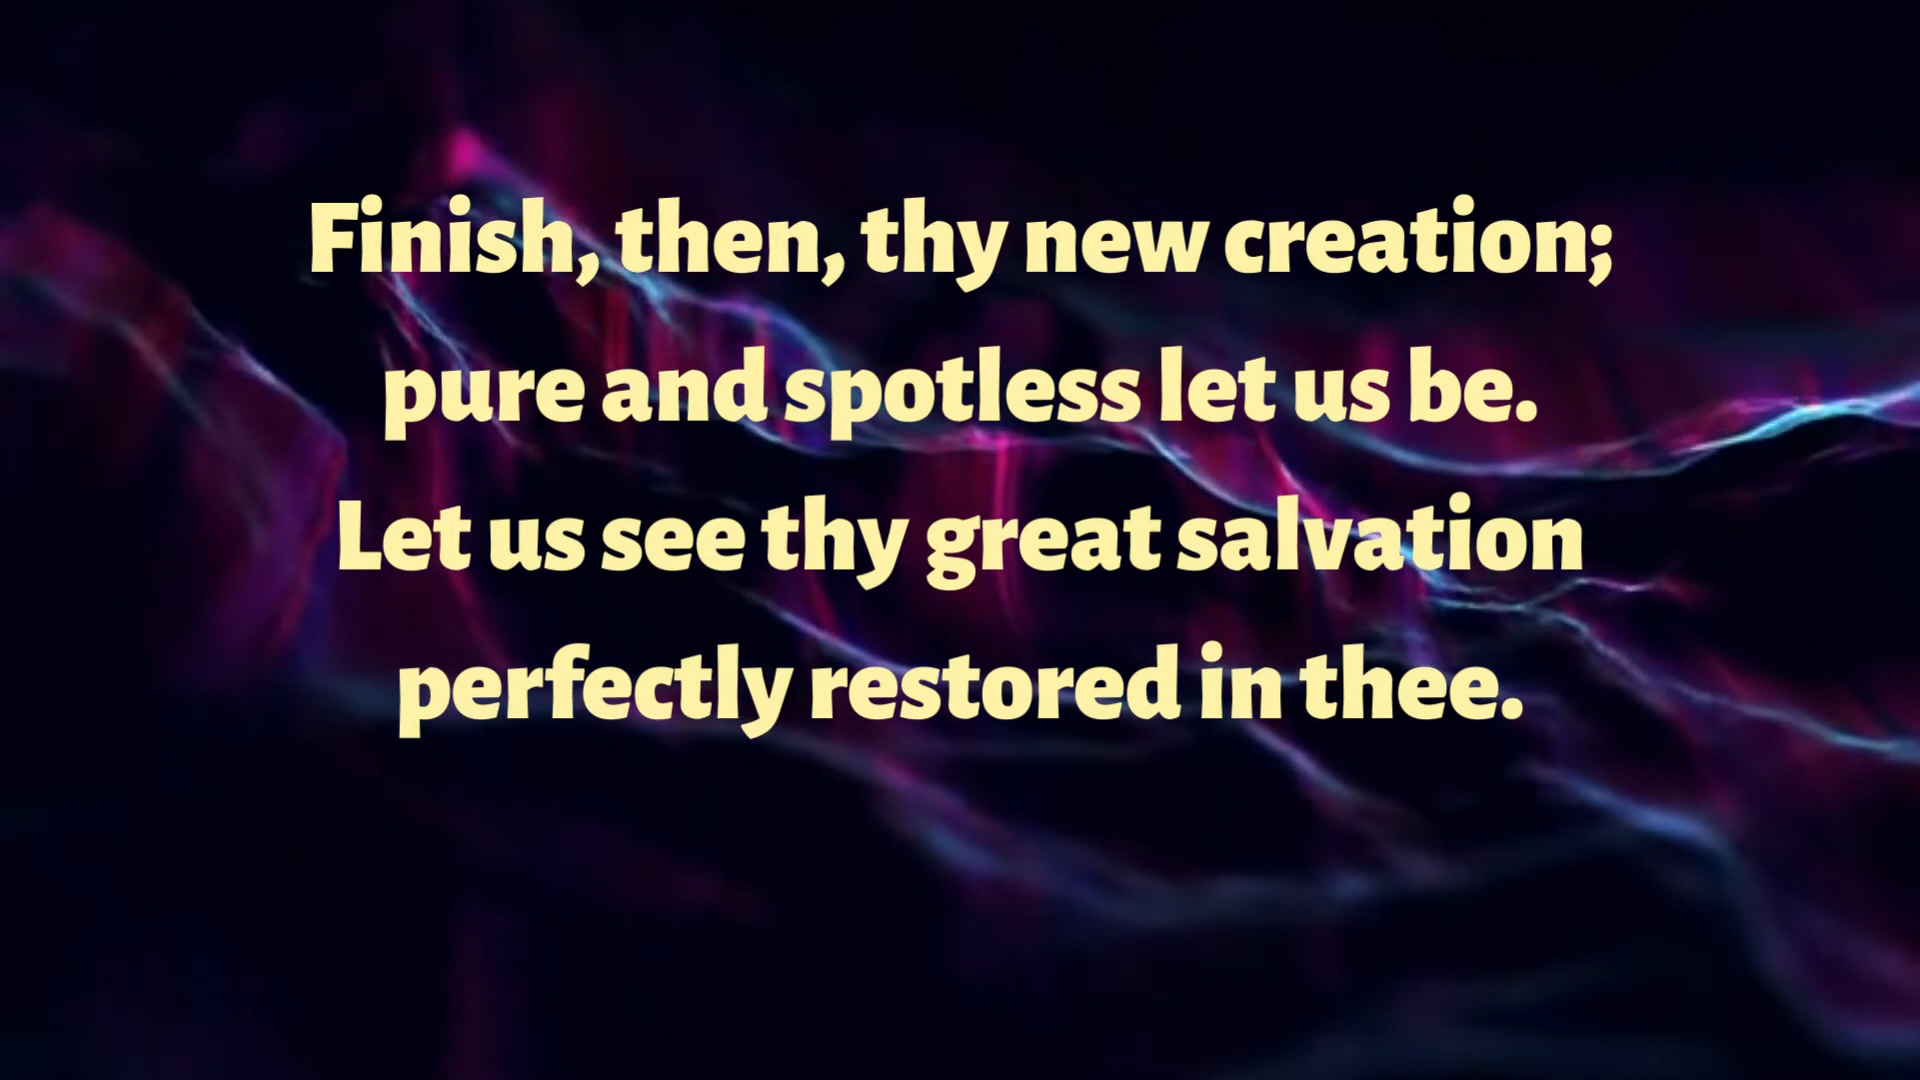 Finish, then, thy new creation;
pure and spotless let us be.
Let us see thy great salvation
perfectly restored in thee.